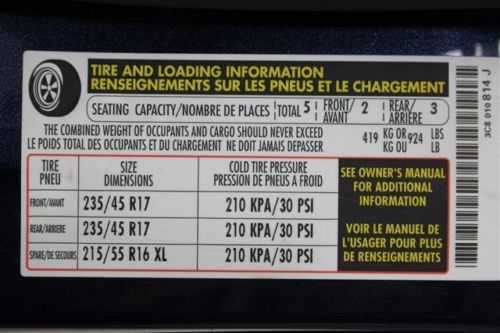 TIRE AND LOADING INFORMATION
RENSEIGNEMENTS SUR LES PNEUS ET LE CHARGEMENT
SEATING CAPACITY/NOMBRE DE PLACES TOTAL 5 FRONT/AVANT 2 REAR/ARRIERE 3
THE COMBINED WEIGHT OF OCCUPANTS AND CARGO SHOULD NEVER EXCEED 419 KG OR 924 LBS
LE POIDS TOTAL DES OCCUPANTS ET DU CHARGEMENT NE DOIT JAMAIS DEPASSER KG OU LB
TIRE SIZE COLD TIRE PRESSURE
PNEU DIMENSIONS PRESSION DE PNEUS A FROID
FRONT/AVANT 235/45 R17 210 KPA/30 PSI
REAR/ARRIERE 235/45 R17 210 KPA/30 PSI
SPARE/DE SECOURS 215/55 R16 XL 210 KPA/30 PSI
SEE OWNER'S MANUAL
FOR ADDITIONAL
INFORMATION
VOIR LE MANUEL DE
L'USAGER POUR PLUS
DE RENSEIGNEMENTS
3C8 010 814 J